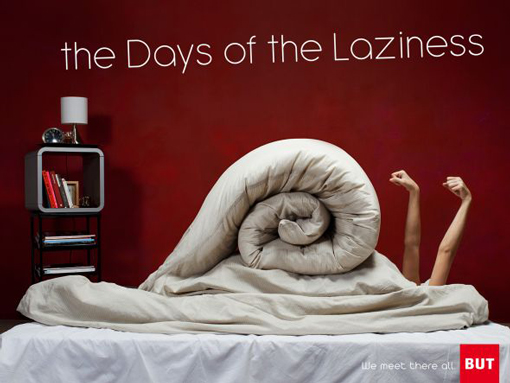 the Days of the Laziness
We meet there all
BUT